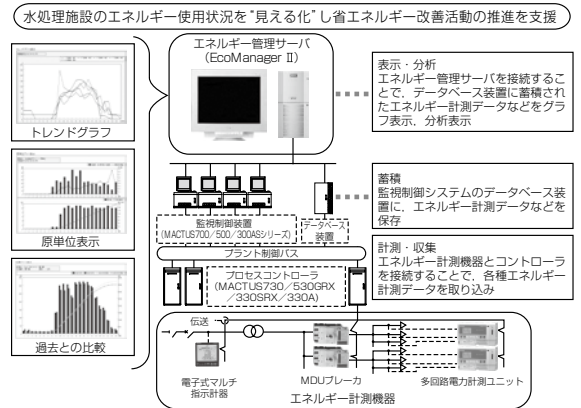 水処理施設のエネルギー使用状況を“見える化”し省エネルギー改善活動の推進を支援
エネルギー管理サーバ
（EcoManager Ⅱ）
トレンドグラフ
原単位表示
過去との比較
表示・分析
エネルギー管理サーバを接続するこ
とで，データベース装置に蓄積され
たエネルギー計測データなどをグラ
フ表示，分析表示
監視制御装置
（MACTUS700／500／300ASシリーズ）
データベース
装置
蓄積
監視制御システムのデータベース装
置に，エネルギー計測データなどを
保存
プラント制御バス
プロセスコントローラ
（MACTUS730／530GRX
／330SRX／330A）
計測・収集
エネルギー計測機器とコントローラ
を接続することで，各種エネルギー
計測データを取り込み
伝送
電子式マルチ
指示計器
MDUブレーカ
多回路電力計測ユニット
エネルギー計測機器